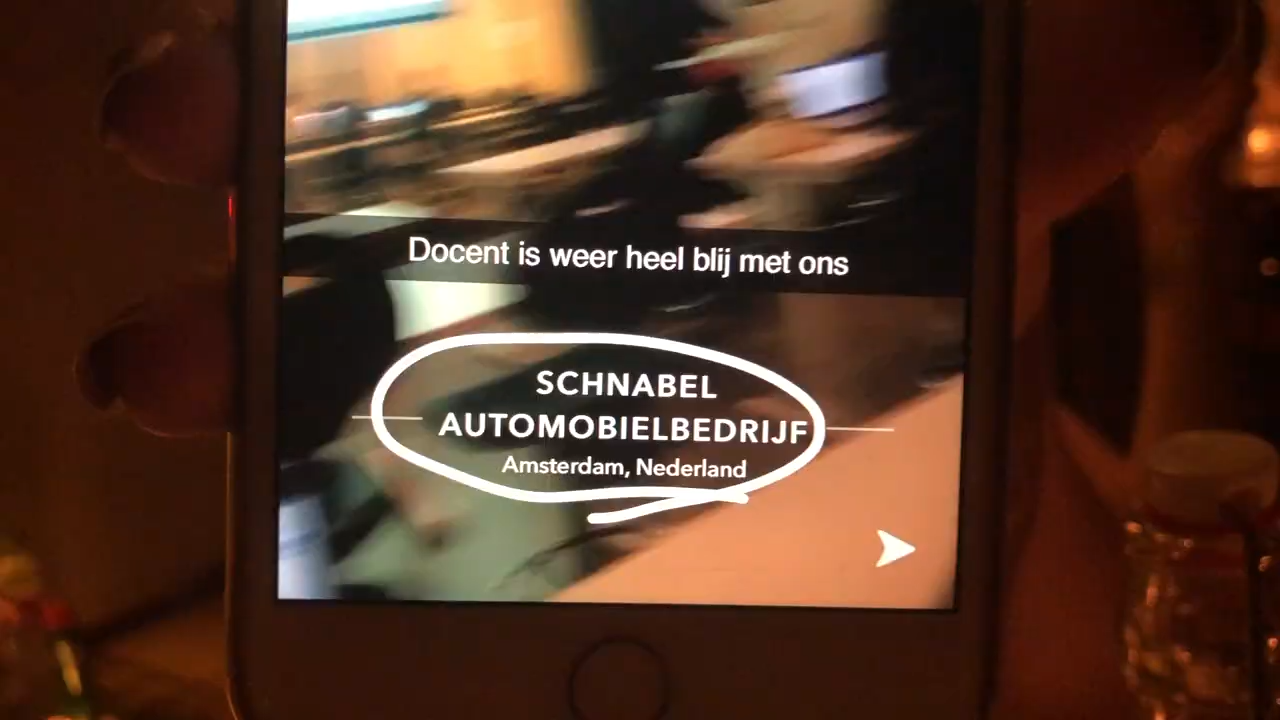 Docent is weer heel blij met ons
SCHNABEL
AUTOMOBIELBEDRIJF
Amsterdam, Nederland